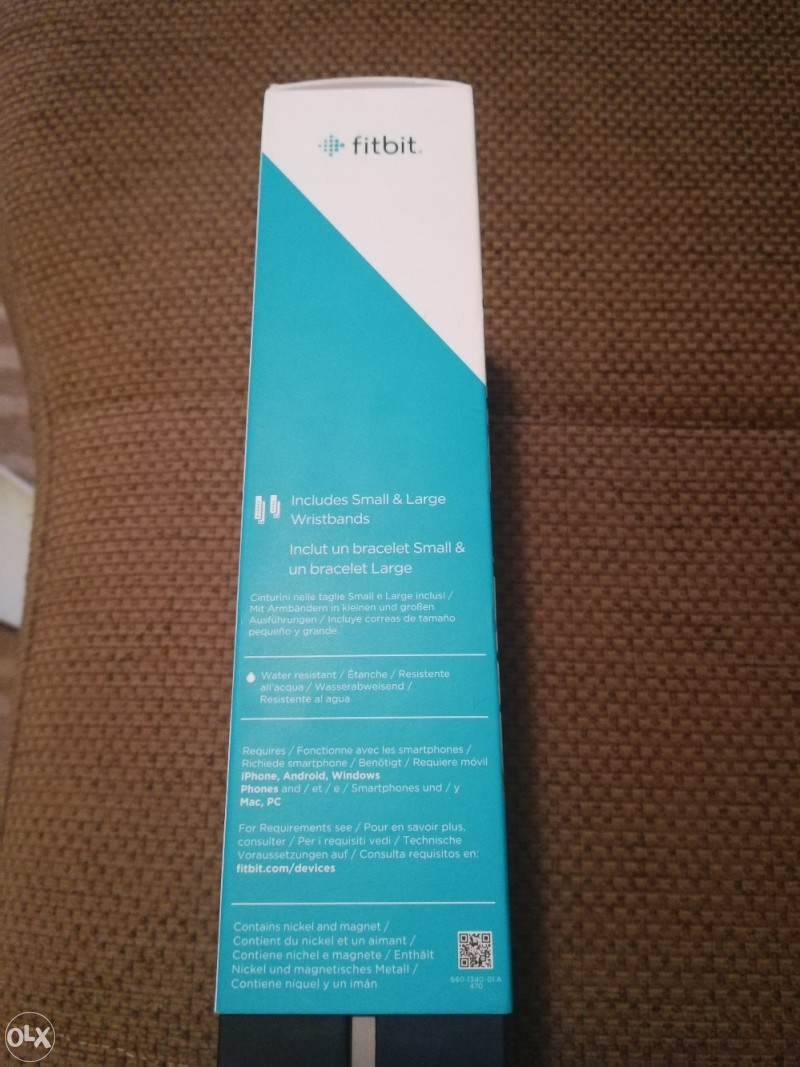 fitbit
Includes Small & Large
Wristbands
Inclut un bracelet Small &
un bracelet Large
Cinturini nelle taglie Small e Large inclusi /
Mit Armbändern in kleinen und großen
Ausführungen / Incluye correas de tamaño
pequeño y grande.
Water resistant / Étanche / Resistente
all'acqua / Wasserabweisend /
Resistente al agua
Requires / Fonctionne avec les smartphones /
Richiede smartphone / Benötigt / Requiere móvil
iPhone, Android, Windows
Phones and / et / e / Smartphones und / y
Mac, PC
For Requirements see / Pour en savoir plus,
consulter / Per i requisiti vedi / Technische
Voraussetzungen auf / Consulta requisitos en:
fitbit.com/devices
Contains nickel and magnet /
Contient du nickel et un aimant /
Contiene nichel e magnete / Enthält
Nickel und magnetisches Metall /
Contiene níquel y un imán
560-1340-01 A
470
OLX